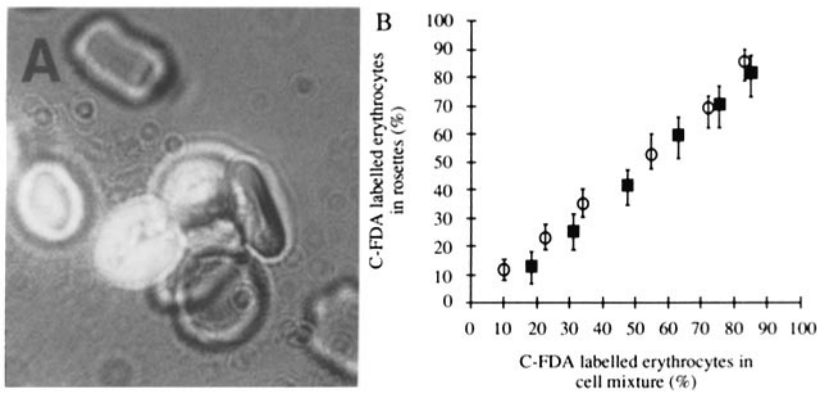 A
B
C-FDA labelled erythrocytes
in rosettes (%)
100
90
80
70
60
50
40
30
20
10
0
0 10 20 30 40 50 60 70 80 90 100
C-FDA labelled erythrocytes in
cell mixture (%)